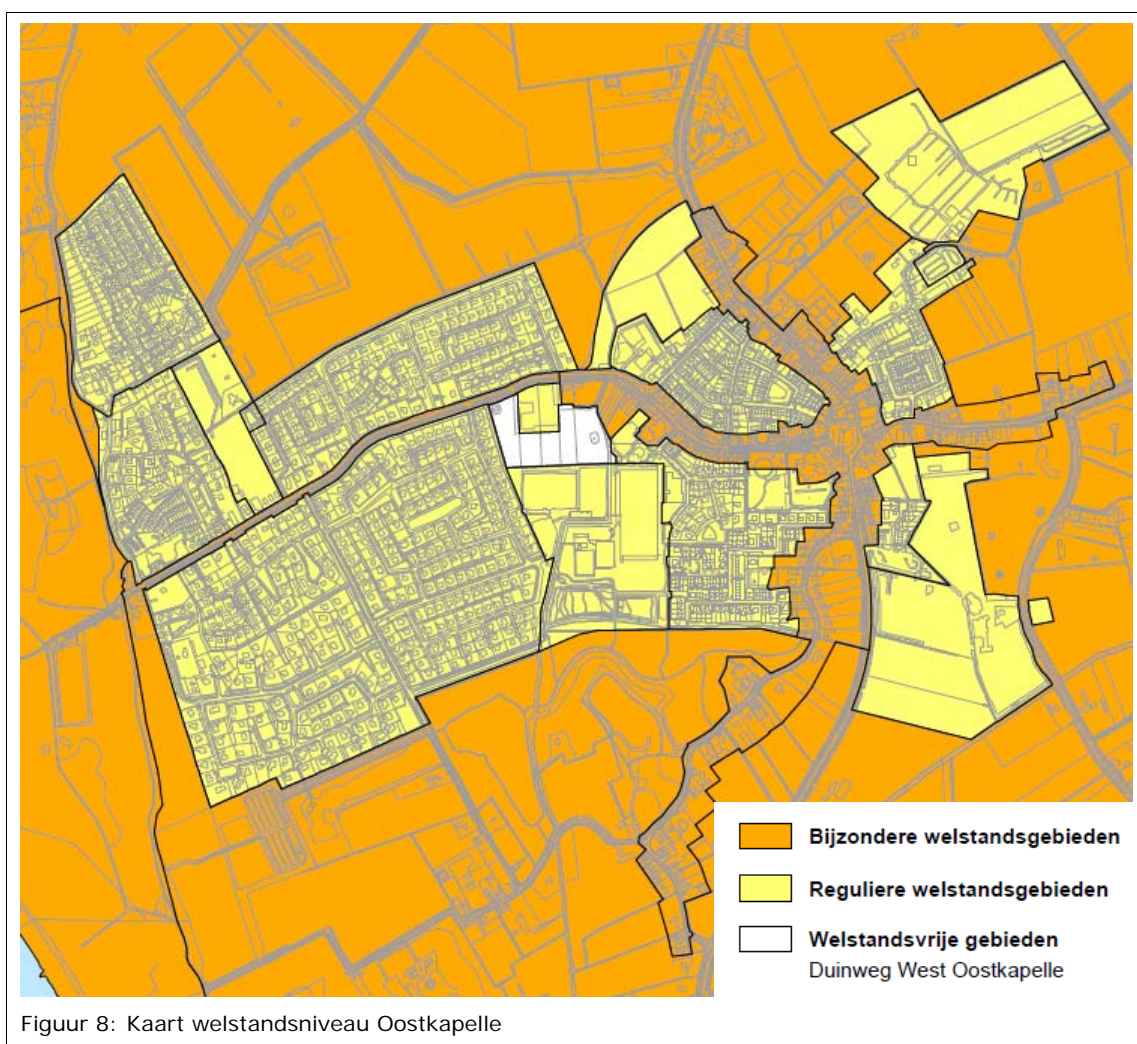 Bijzondere welstandsgebieden
Reguliere welstandsgebieden
Welstandsvrije gebieden
Duinweg West Oostkapelle
Figuur 8: Kaart welstandsniveau Oostkapelle